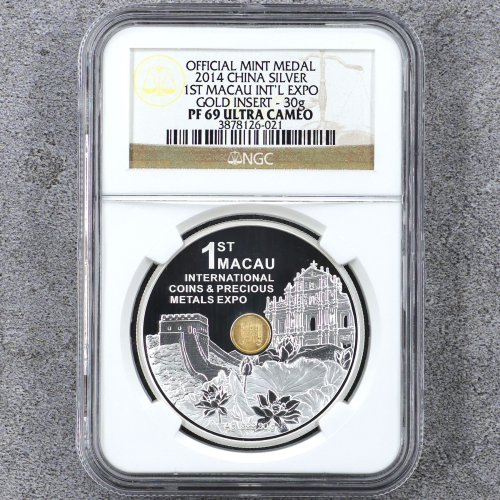 OFFICIAL MINT MEDAL
2014 CHINA SILVER
1ST MACAU INT'L EXPO
GOLD INSERT - 30g
PF 69 ULTRA CAMEO
3878126-021
NGC
1ST
MACAU
INTERNATIONAL
COINS & PRECIOUS
METALS EXPO